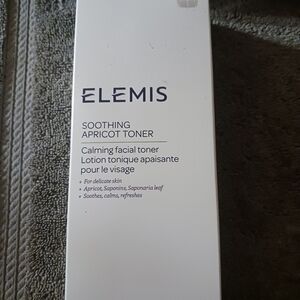 ELEMIS
SOOTHING
APRICOT TONER
Calming facial toner
Lotion tonique apaisante
pour le visage
• For delicate skin
• Apricot, Saponins, Saponaria leaf
• Soothes, calms, refreshes